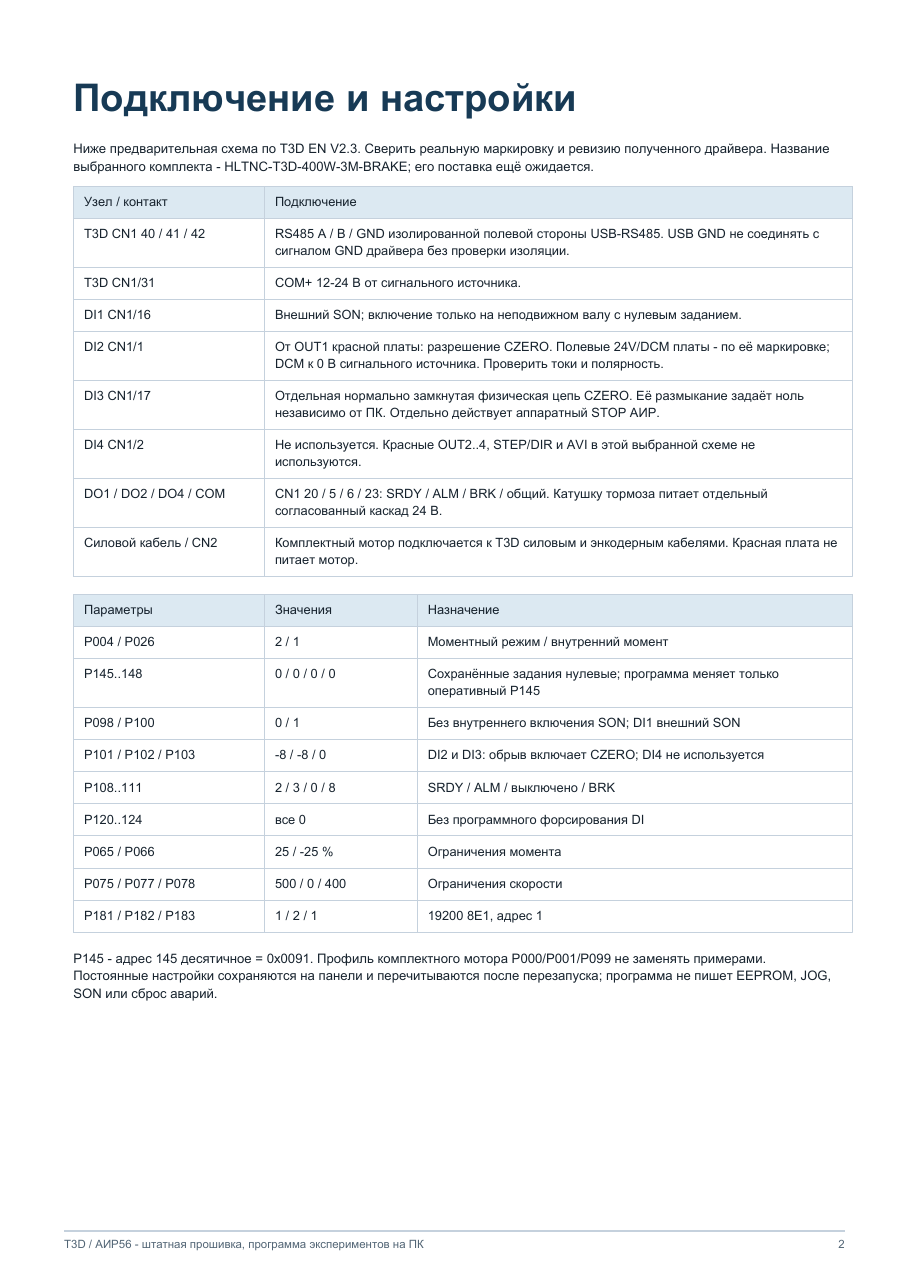 Подключение и настройки
Ниже предварительная схема по T3D EN V2.3. Сверить реальную маркировку и ревизию полученного драйвера. Название
выбранного комплекта - HLTNC-T3D-400W-3M-BRAKE; его поставка ещё ожидается.
Узел / контакт
Подключение
T3D CN1 40 / 41 / 42
RS485 A / B / GND изолированной полевой стороны USB-RS485. USB GND не соединять с
сигналом GND драйвера без проверки изоляции.
T3D CN1/31
COM+ 12-24 В от сигнального источника.
DI1 CN1/16
Внешний SON; включение только на неподвижном валу с нулевым заданием.
DI2 CN1/1
От OUT1 красной платы: разрешение CZERO. Полевые 24V/DCM платы - по её маркировке;
DCM к 0 В сигнального источника. Проверить токи и полярность.
DI3 CN1/17
Отдельная нормально замкнутая физическая цепь CZERO. Её размыкание задаёт ноль
независимо от ПК. Отдельно действует аппаратный STOP АИР.
DI4 CN1/2
Не используется. Красные OUT2..4, STEP/DIR и AVI в этой выбранной схеме не
используются.
DO1 / DO2 / DO4 / COM
CN1 20 / 5 / 6 / 23: SRDY / ALM / BRK / общий. Катушку тормоза питает отдельный
согласованный каскад 24 В.
Силовой кабель / CN2
Комплектный мотор подключается к T3D силовым и энкодерным кабелями. Красная плата не
питает мотор.
Параметры
Значения
Назначение
P004 / P026
2 / 1
Моментный режим / внутренний момент
P145..148
0 / 0 / 0 / 0
Сохранённые задания нулевые; программа меняет только
оперативный P145
P098 / P100
0 / 1
Без внутреннего включения SON; DI1 внешний SON
P101 / P102 / P103
-8 / -8 / 0
DI2 и DI3: обрыв включает CZERO; DI4 не используется
P108..111
2 / 3 / 0 / 8
SRDY / ALM / выключено / BRK
P120..124
все 0
Без программного форсирования DI
P065 / P066
25 / -25 %
Ограничения момента
P075 / P077 / P078
500 / 0 / 400
Ограничения скорости
P181 / P182 / P183
1 / 2 / 1
19200 8E1, адрес 1
P145 - адрес 145 десятичное = 0x0091. Профиль комплектного мотора P000/P001/P099 не заменять примерами.
Постоянные настройки сохраняются на панели и перечитываются после перезапуска; программа не пишет EEPROM, JOG,
SON или сброс аварий.
T3D / АИР56 - штатная прошивка, программа экспериментов на ПК
2